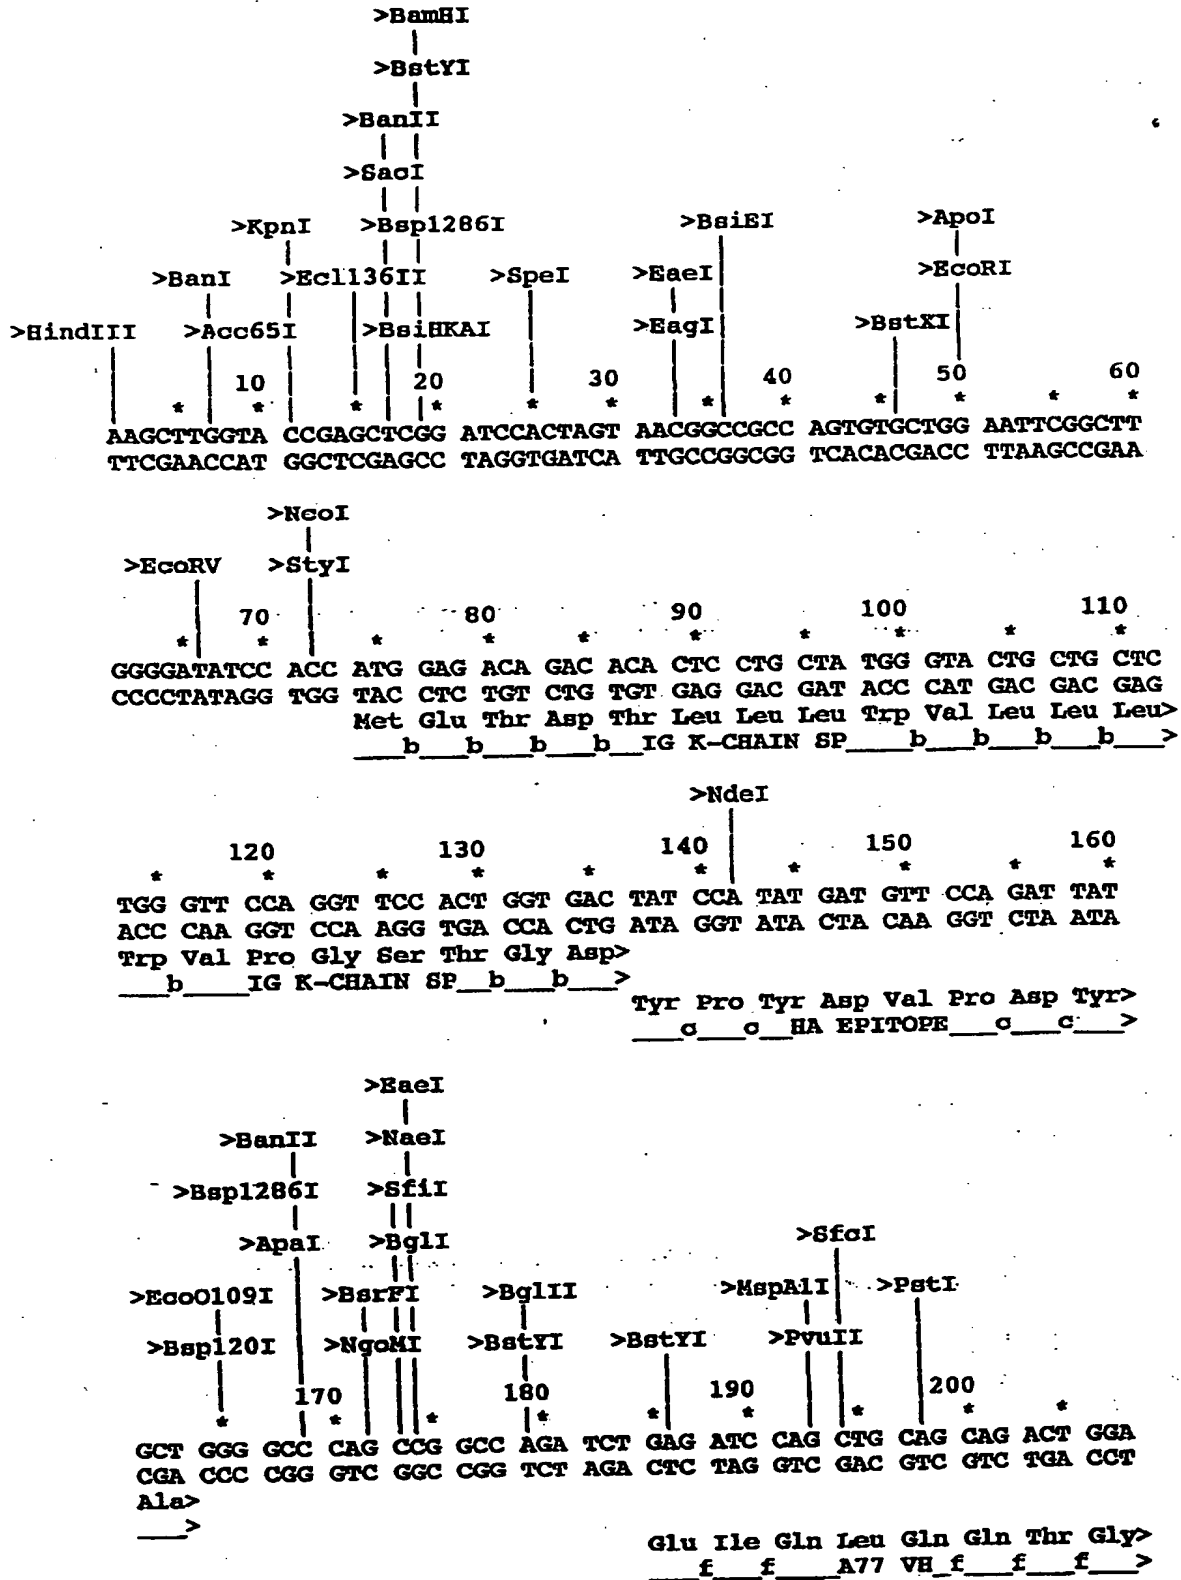 >BamHI
>BstYI
>BanII
>SacI
>KpnI >Bsp1286I >BsiEI >ApoI
>BanI >Ecl136II >SpeI >EaeI >EcoRI
>HindIII >Acc65I >BsiHKAI >EagI >BstXI
10 20 30 40 50 60
* * * * * * * * * * * *
AAGCTTGGTA CCGAGCTCGG ATCCACTAGT AACGGCCGCC AGTGTGCTGG AATTCGGCTT
TTCGAACCAT GGCTCGAGCC TAGGTGATCA TTGCCGGCGG TCACACGACC TTAAGCCGAA
>NcoI
>EcoRV >StyI
70 80 90 100 110
* * * * * * * * * *
GGGGATATCC ACC ATG GAG ACA GAC ACA CTC CTG CTA TGG GTA CTG CTG CTC
CCCCTATAGG TGG TAC CTC TGT CTG TGT GAG GAC GAT ACC CAT GAC GAC GAG
Met Glu Thr Asp Thr Leu Leu Leu Trp Val Leu Leu Leu>
___b___b___b___b__IG K-CHAIN SP____b___b___b___b___>
>NdeI
120 130 140 150 160
* * * * * * * * * *
TGG GTT CCA GGT TCC ACT GGT GAC TAT CCA TAT GAT GTT CCA GAT TAT
ACC CAA GGT CCA AGG TGA CCA CTG ATA GGT ATA CTA CAA GGT CTA ATA
Trp Val Pro Gly Ser Thr Gly Asp>
___b____IG K-CHAIN SP__b___b___>
Tyr Pro Tyr Asp Val Pro Asp Tyr>
___c___c__HA EPITOPE___c___c___>
>EaeI
>BanII >NaeI
>Bsp1286I >SfiI
>ApaI >BglI >SfcI
>EcoO109I >BsrFI >BglII >MspA1I >PstI
>Bsp120I >NgoMI >BstYI >BstYI >PvuII
170 180 190 200
* * * * * * * * *
GCT GGG GCC CAG CCG GCC AGA TCT GAG ATC CAG CTG CAG CAG ACT GGA
CGA CCC CGG GTC GGC CGG TCT AGA CTC TAG GTC GAC GTC GTC TGA CCT
Ala>
___>
Glu Ile Gln Leu Gln Gln Thr Gly>
___f___f____A77 VH_f___f___f___>